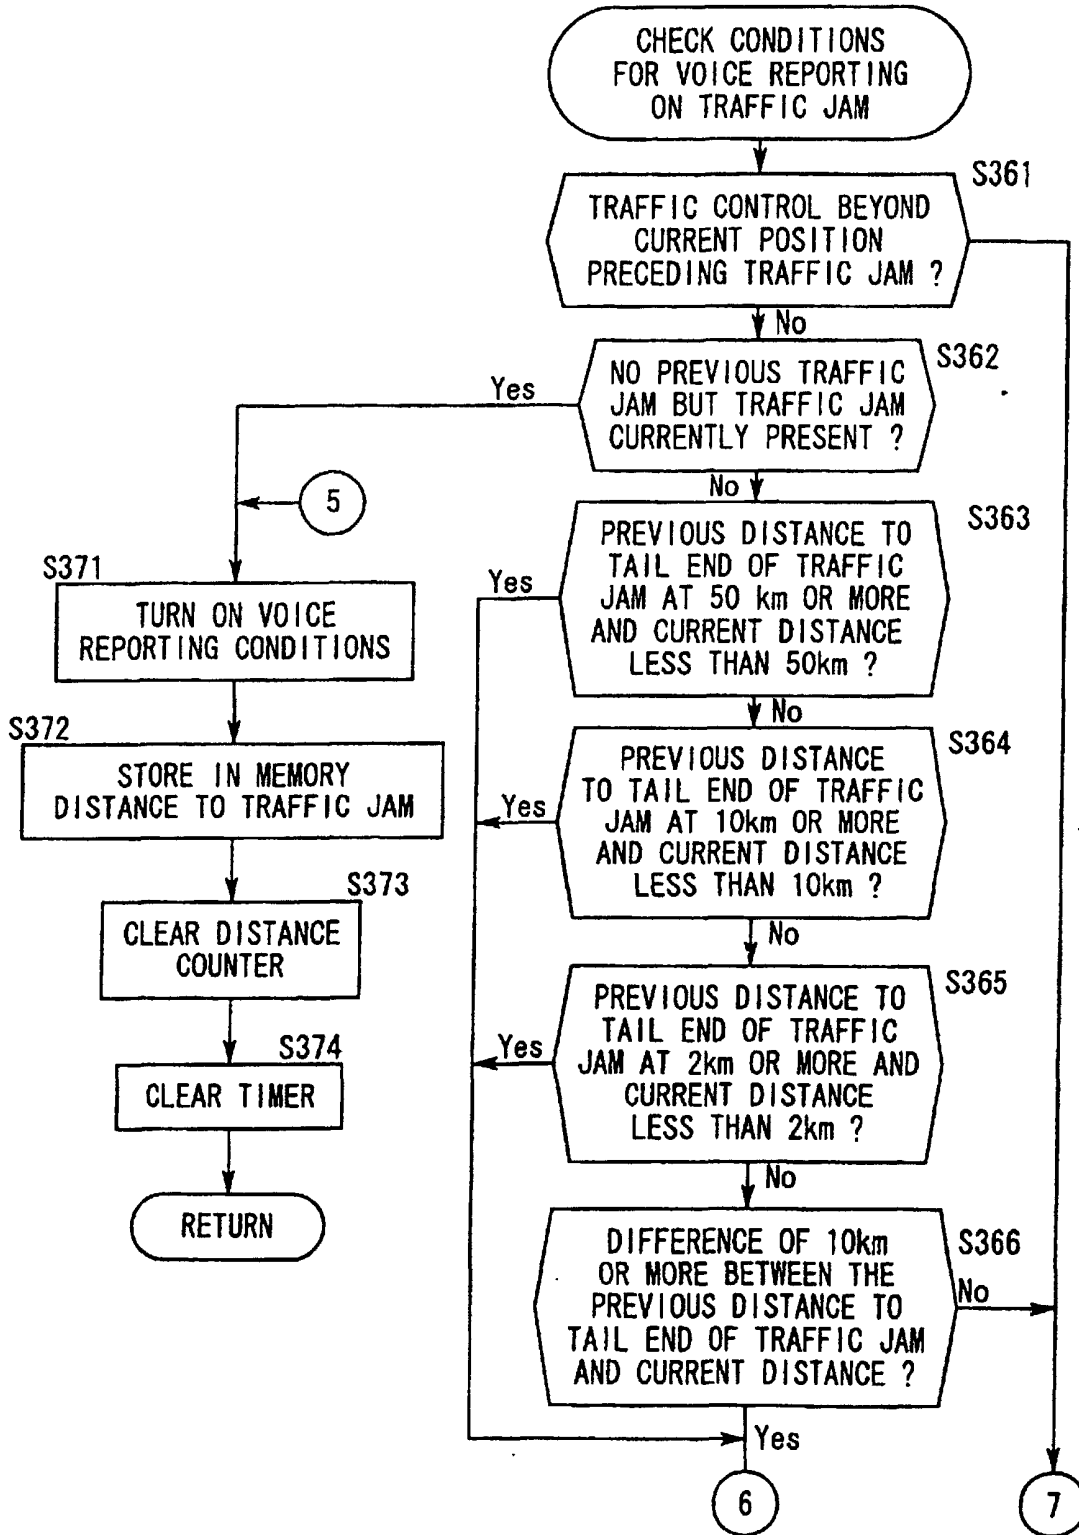 CHECK CONDITIONS
FOR VOICE REPORTING
ON TRAFFIC JAM
S361
TRAFFIC CONTROL BEYOND
CURRENT POSITION
PRECEDING TRAFFIC JAM ?
No
S362
NO PREVIOUS TRAFFIC
JAM BUT TRAFFIC JAM
CURRENTLY PRESENT ?
Yes
No
5
S363
PREVIOUS DISTANCE TO
TAIL END OF TRAFFIC
JAM AT 50 km OR MORE
AND CURRENT DISTANCE
LESS THAN 50km ?
Yes
No
S371
TURN ON VOICE
REPORTING CONDITIONS
S372
STORE IN MEMORY
DISTANCE TO TRAFFIC JAM
S364
PREVIOUS DISTANCE
TO TAIL END OF TRAFFIC
JAM AT 10km OR MORE
AND CURRENT DISTANCE
LESS THAN 10km ?
Yes
No
S373
CLEAR DISTANCE
COUNTER
S365
PREVIOUS DISTANCE TO
TAIL END OF TRAFFIC
JAM AT 2km OR MORE AND
CURRENT DISTANCE
LESS THAN 2km ?
Yes
No
S374
CLEAR TIMER
RETURN
S366
DIFFERENCE OF 10km
OR MORE BETWEEN THE
PREVIOUS DISTANCE TO
TAIL END OF TRAFFIC JAM
AND CURRENT DISTANCE ?
No
Yes
6
7